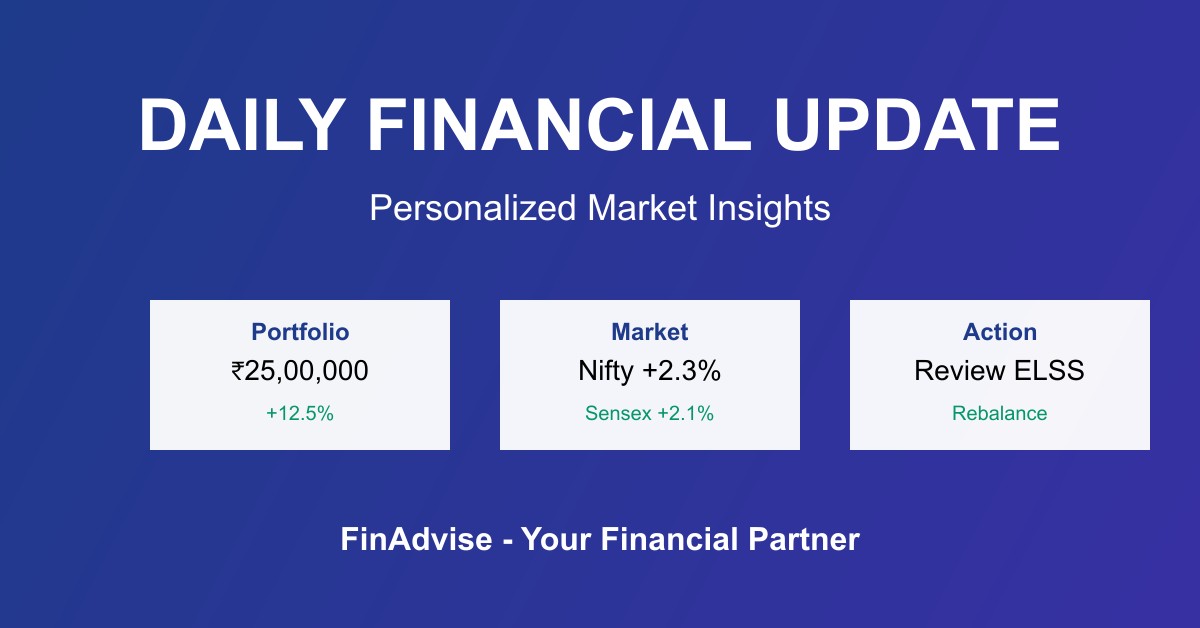 DAILY FINANCIAL UPDATE
Personalized Market Insights
Portfolio
₹25,00,000
+12.5%
Market
Nifty +2.3%
Sensex +2.1%
Action
Review ELSS
Rebalance
FinAdvise - Your Financial Partner